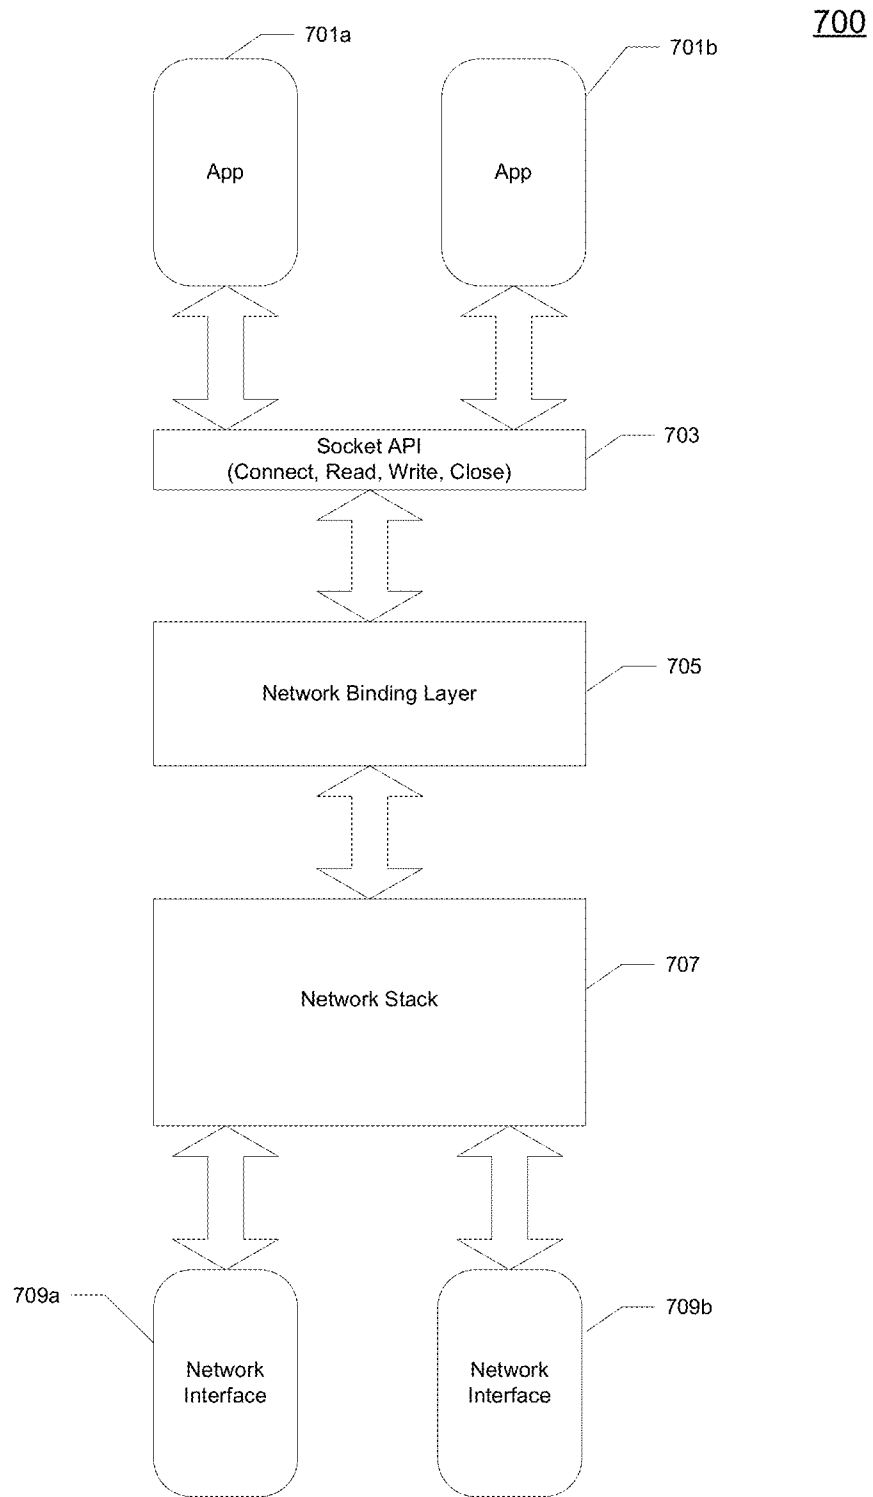 700
701a
701b
App
App
703
Socket API
(Connect, Read, Write, Close)
705
Network Binding Layer
707
Network Stack
709a
709b
Network
Interface
Network
Interface